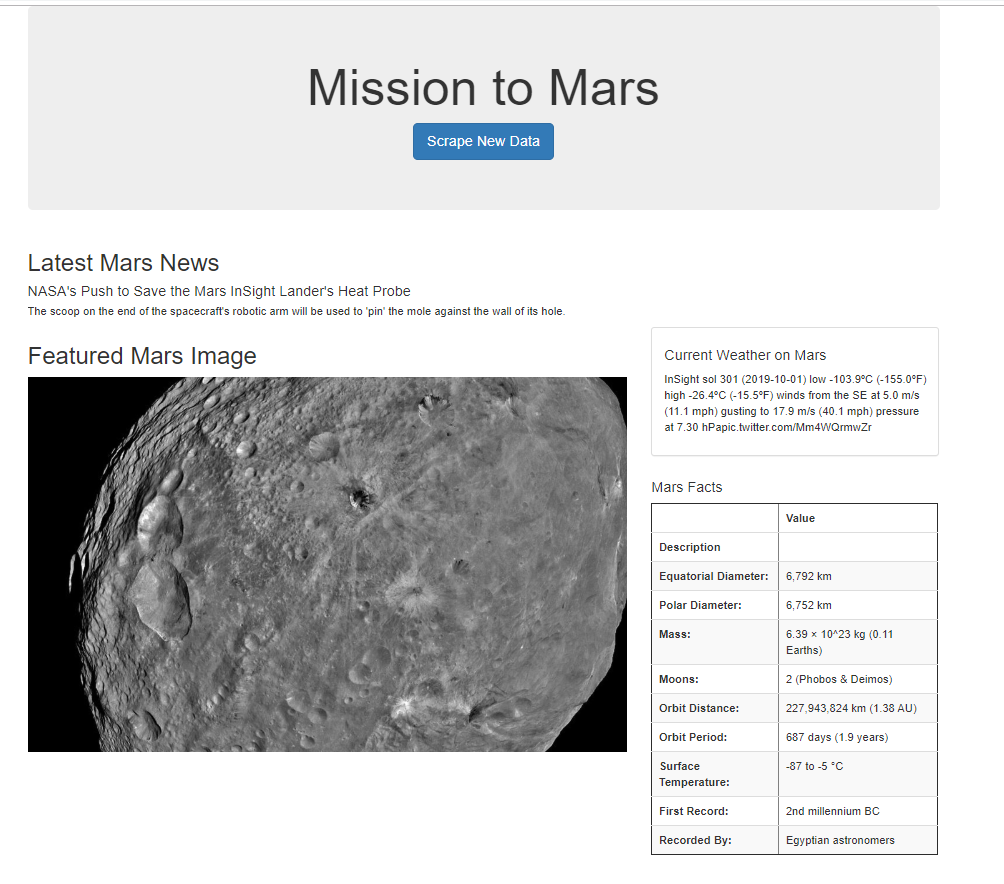 Mission to Mars
Scrape New Data
Latest Mars News
NASA's Push to Save the Mars InSight Lander's Heat Probe
The scoop on the end of the spacecraft's robotic arm will be used to 'pin' the mole against the wall of its hole.
Featured Mars Image
Current Weather on Mars
InSight sol 301 (2019-10-01) low -103.9ºC (-155.0ºF)
high -26.4ºC (-15.5ºF) winds from the SE at 5.0 m/s
(11.1 mph) gusting to 17.9 m/s (40.1 mph) pressure
at 7.30 hPapic.twitter.com/Mm4WQrmwZr
Mars Facts
Value
Description
Equatorial Diameter: 6,792 km
Polar Diameter: 6,752 km
Mass: 6.39 × 10^23 kg (0.11
Earths)
Moons: 2 (Phobos & Deimos)
Orbit Distance: 227,943,824 km (1.38 AU)
Orbit Period: 687 days (1.9 years)
Surface -87 to -5 °C
Temperature:
First Record: 2nd millennium BC
Recorded By: Egyptian astronomers